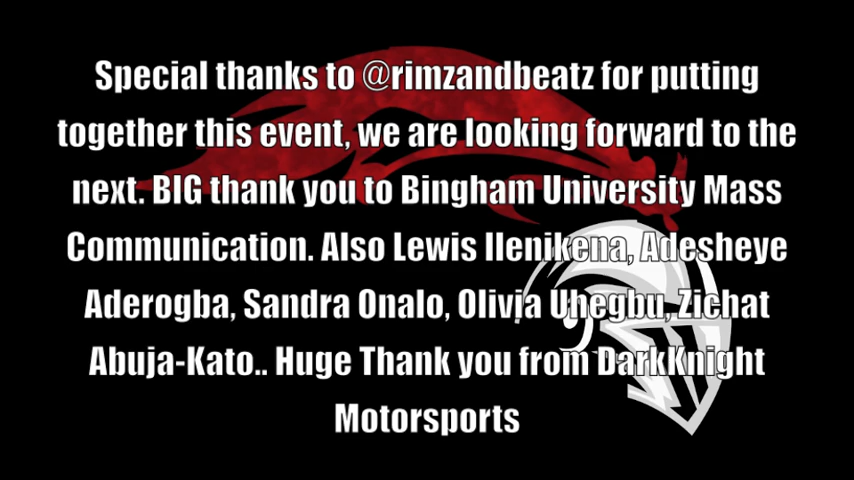 Special thanks to @rimzandbeatz for putting
together this event, we are looking forward to the
next. BIG thank you to Bingham University Mass
Communication. Also Lewis Ilenikena, Adesheye
Aderogba, Sandra Onalo, Olivia Uhegbu, Zichat
Abuja-Kato.. Huge Thank you from DarkKnight
Motorsports